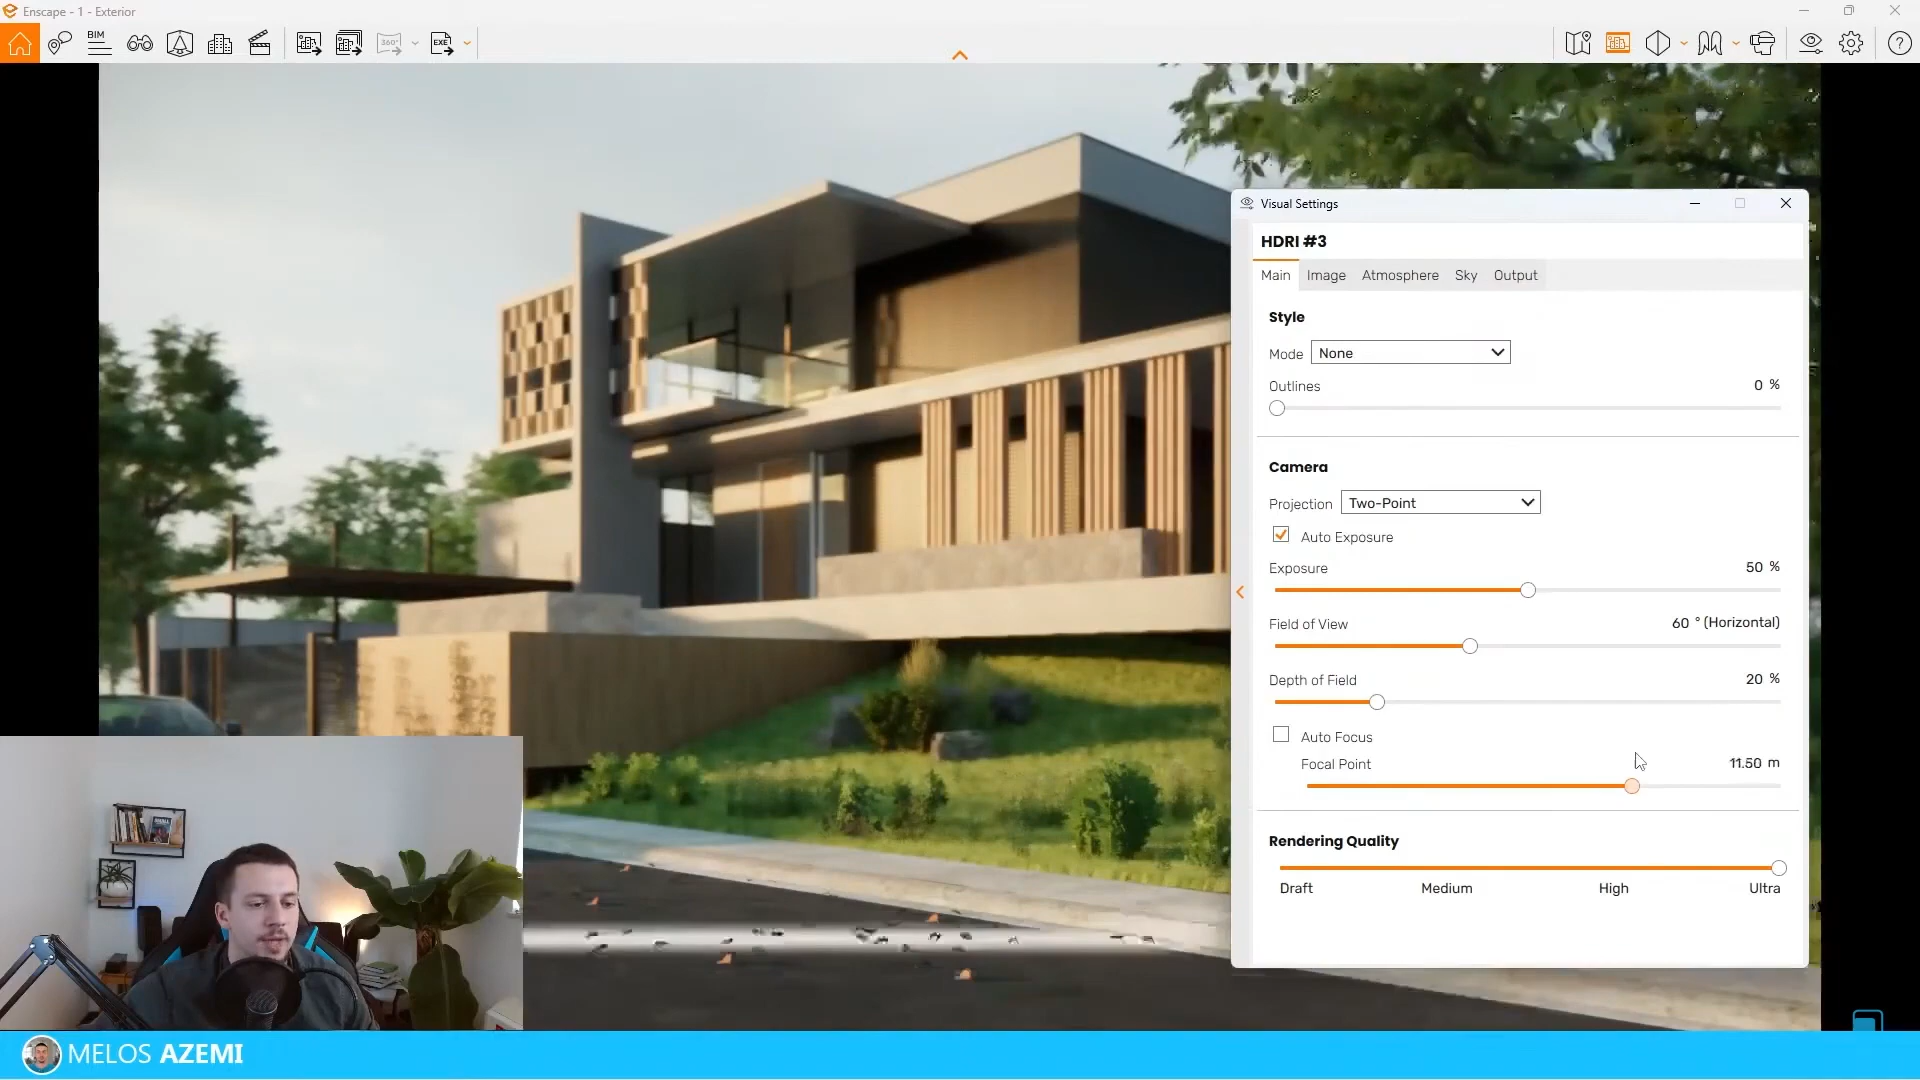 Enscape - 1 - Exterior
BIM
360°
EXE
?
Visual Settings
HDRI #3
Main Image Atmosphere Sky Output
Style
Mode None
Outlines 0 %
Camera
Projection Two-Point
Auto Exposure
Exposure 50 %
Field of View 60 ° (Horizontal)
Depth of Field 20 %
Auto Focus
Focal Point 11.50 m
Rendering Quality
Draft Medium High Ultra
MELOS AZEMI